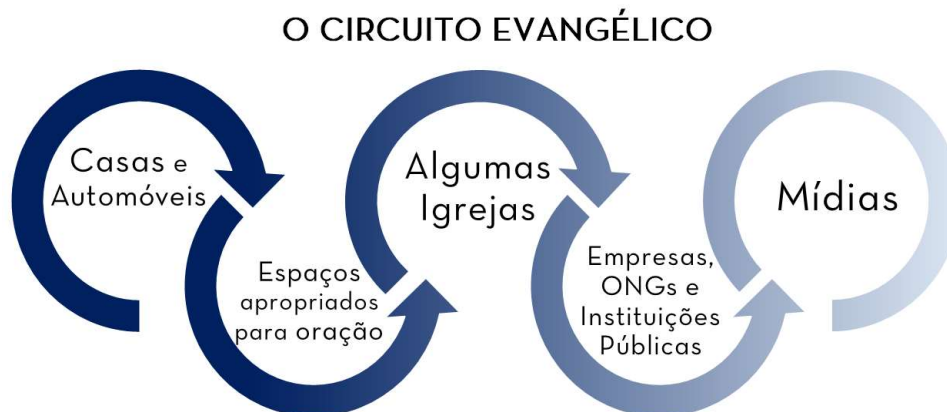 O CIRCUITO EVANGÉLICO
Casas e
Automóveis
Espaços
apropriados
para oração
Algumas
Igrejas
Empresas,
ONGs e
Instituições
Públicas
Mídias